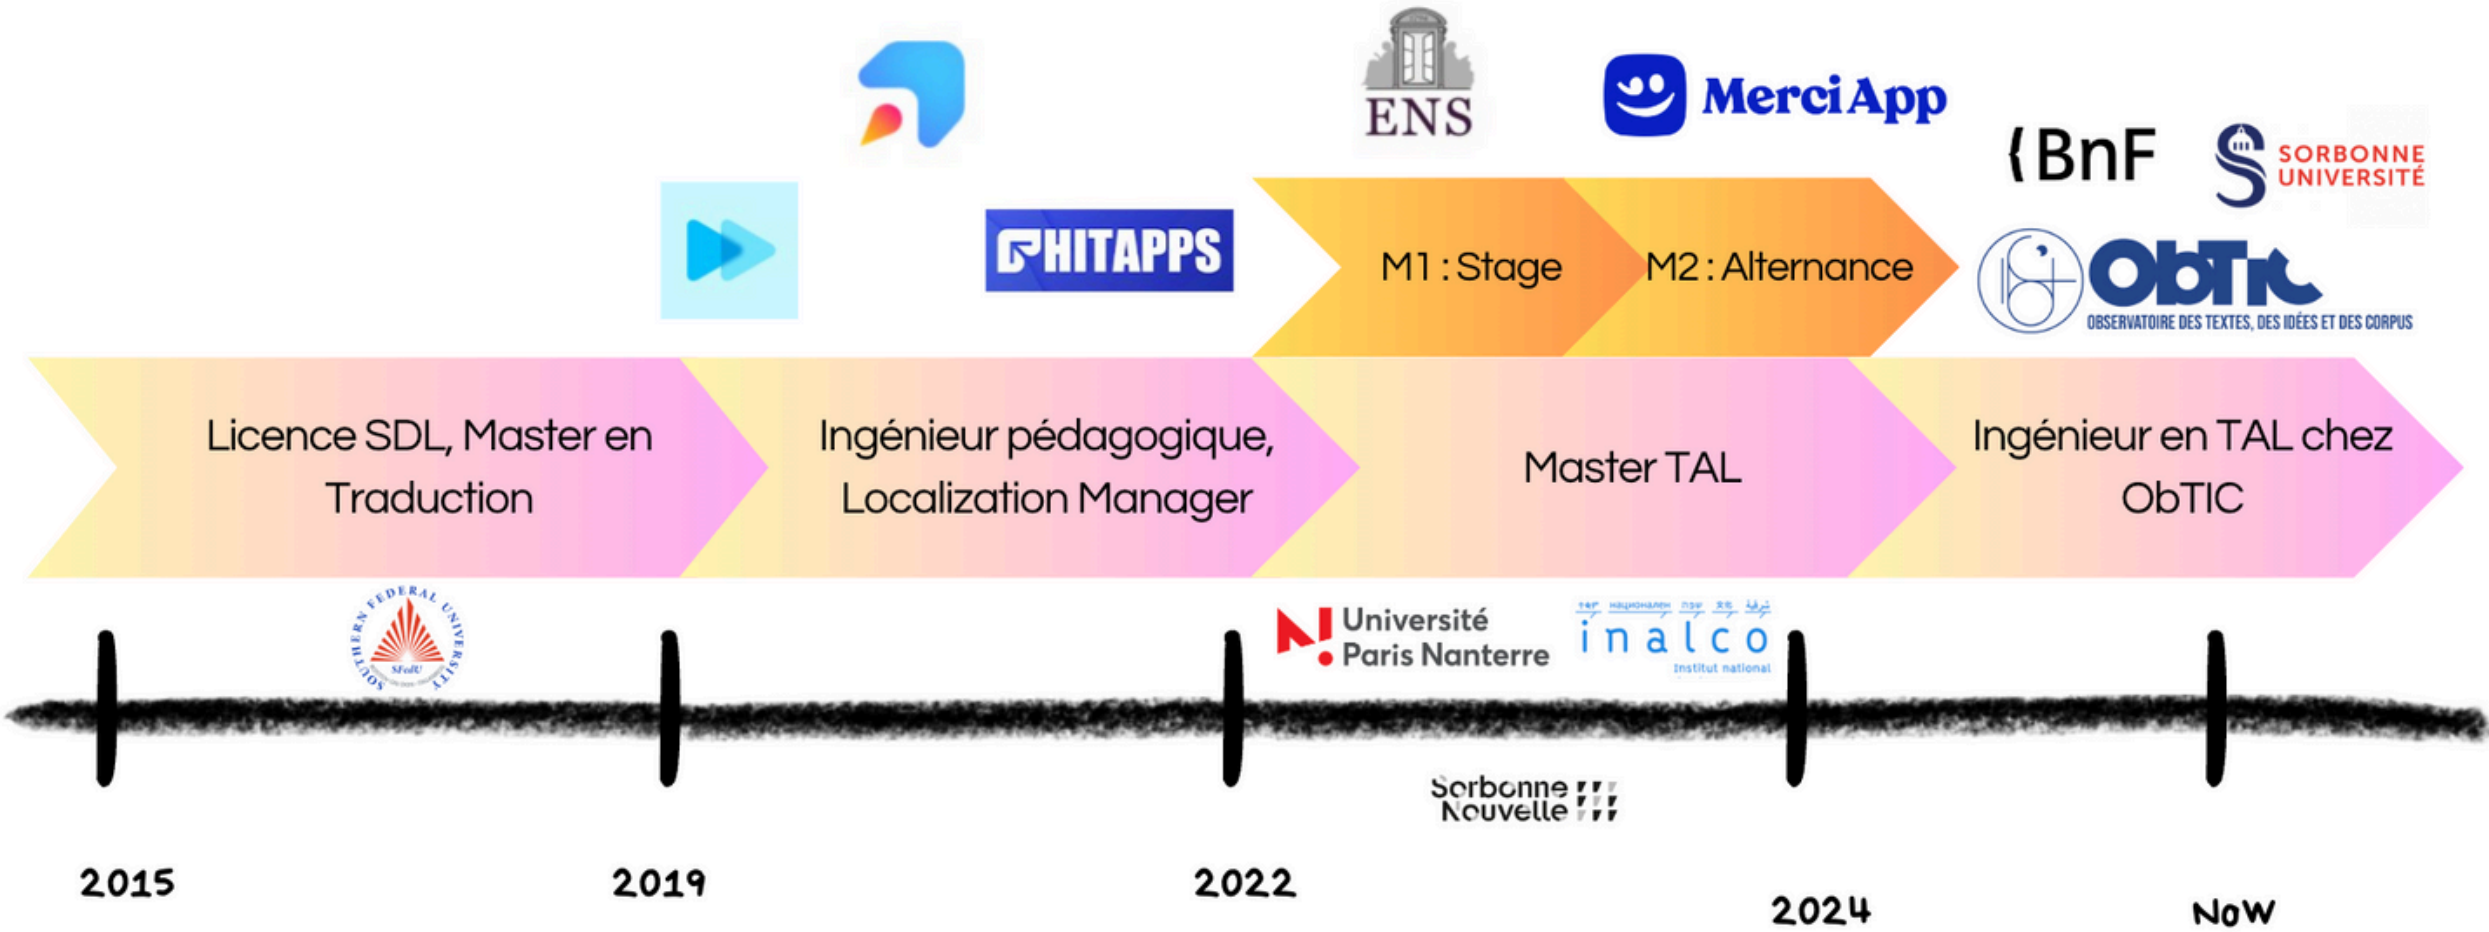 ENS
MerciApp
{BnF
SORBONNE
UNIVERSITÉ
HITAPPS
M1 : Stage
M2 : Alternance
ObTIC
OBSERVATOIRE DES TEXTES, DES IDÉES ET DES CORPUS
Licence SDL, Master en
Traduction
Ingénieur pédagogique,
Localization Manager
Master TAL
Ingénieur en TAL chez
ObTIC
SOUTHERN FEDERAL UNIVERSITY
SFedU
Université
Paris Nanterre
inalco
Institut national
Sorbonne
Nouvelle
2015
2019
2022
2024
NOW